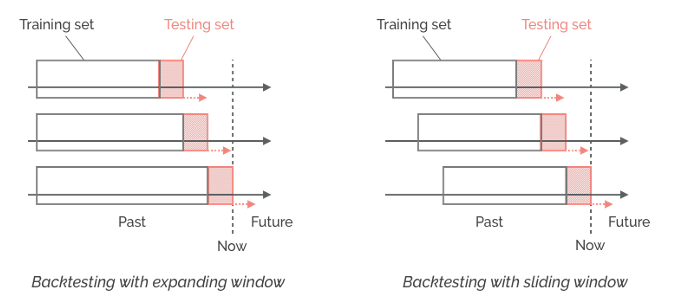 Training set
Testing set
Past
Future
Now
Backtesting with expanding window
Training set
Testing set
Past
Future
Now
Backtesting with sliding window